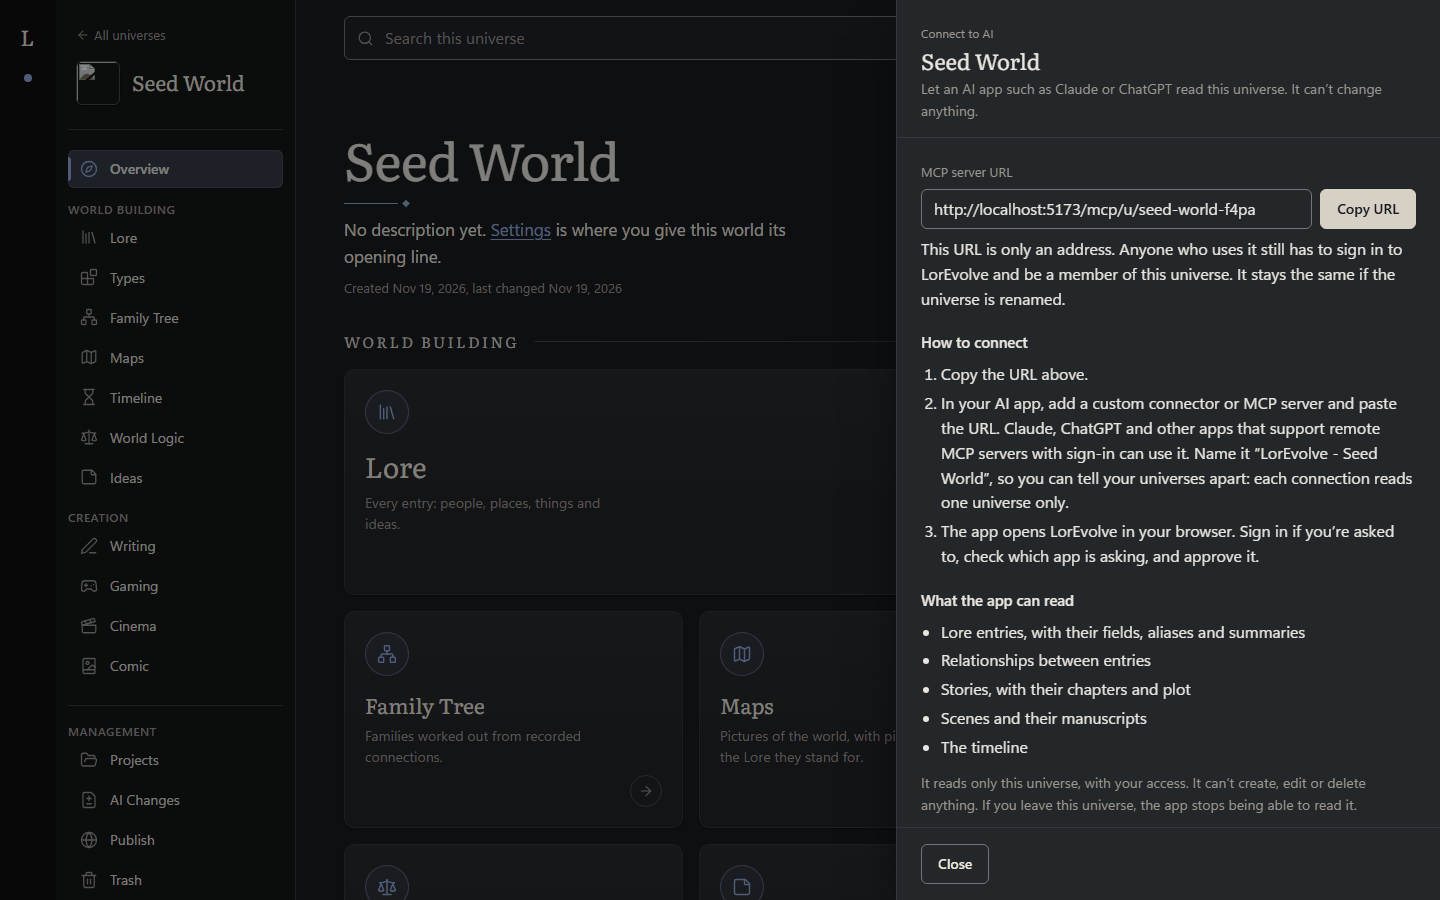 L
All universes
Seed World
Overview
WORLD BUILDING
Lore
Types
Family Tree
Maps
Timeline
World Logic
Ideas
CREATION
Writing
Gaming
Cinema
Comic
MANAGEMENT
Projects
AI Changes
Publish
Trash
Search this universe
Seed World
No description yet. Settings is where you give this world its
opening line.
Created Nov 19, 2026, last changed Nov 19, 2026
WORLD BUILDING
Lore
Every entry: people, places, things and
ideas.
Family Tree
Families worked out from recorded
connections.
Maps
Pictures of the world, with pi
the Lore they stand for.
Connect to AI
Seed World
Let an AI app such as Claude or ChatGPT read this universe. It can’t change
anything.
MCP server URL
http://localhost:5173/mcp/u/seed-world-f4pa
Copy URL
This URL is only an address. Anyone who uses it still has to sign in to
LorEvolve and be a member of this universe. It stays the same if the
universe is renamed.
How to connect
1. Copy the URL above.
2. In your AI app, add a custom connector or MCP server and paste
the URL. Claude, ChatGPT and other apps that support remote
MCP servers with sign-in can use it. Name it “LorEvolve - Seed
World”, so you can tell your universes apart: each connection reads
one universe only.
3. The app opens LorEvolve in your browser. Sign in if you’re asked
to, check which app is asking, and approve it.
What the app can read
• Lore entries, with their fields, aliases and summaries
• Relationships between entries
• Stories, with their chapters and plot
• Scenes and their manuscripts
• The timeline
It reads only this universe, with your access. It can’t create, edit or delete
anything. If you leave this universe, the app stops being able to read it.
Close